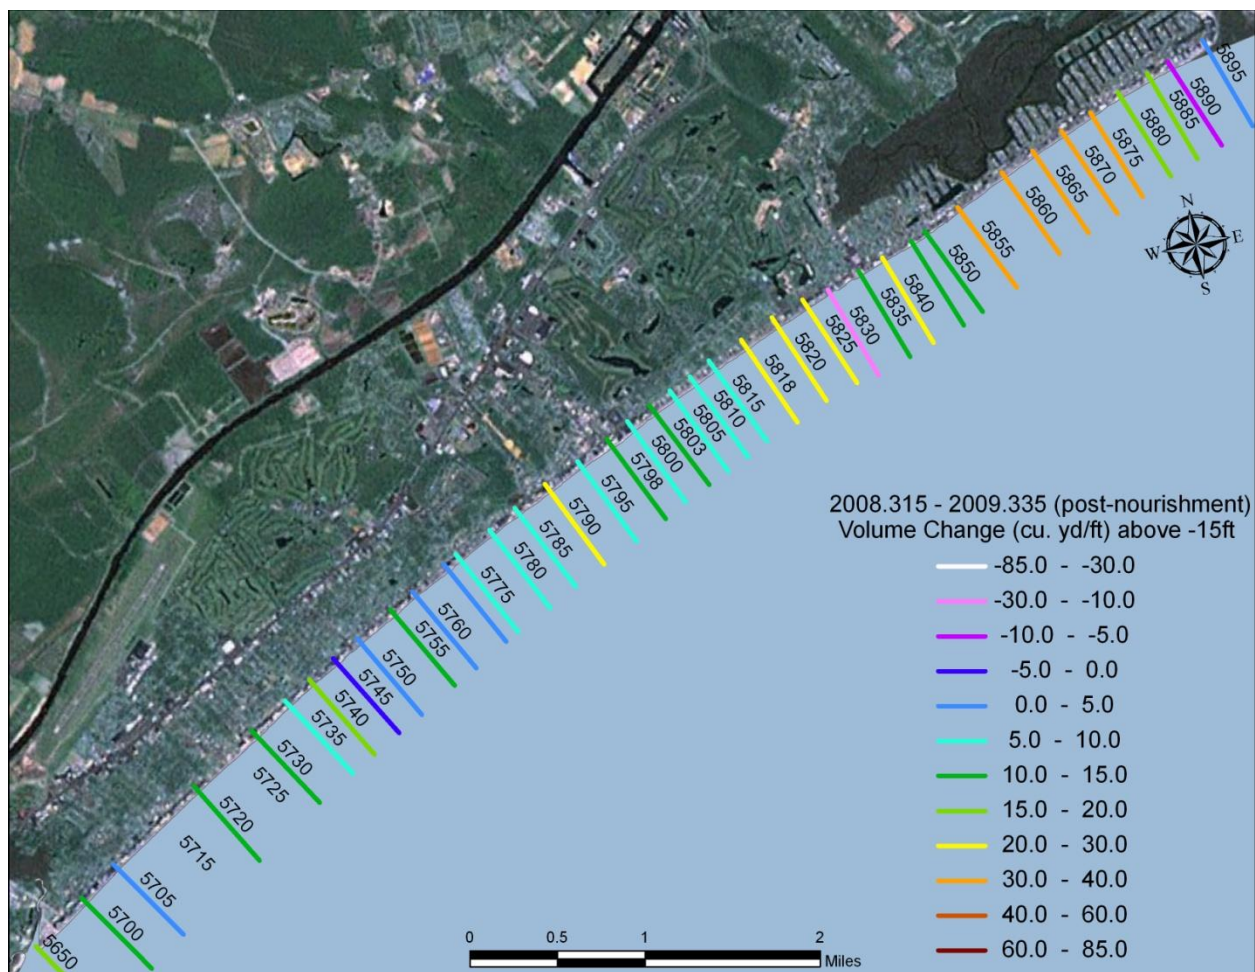 5895
5890
5885
5880
5875
5870
5865
5860
5855
5850
5840
5835
5830
5825
5820
5818
5815
5810
5805
5803
5800
5798
5795
5790
5785
5780
5775
5760
5755
5750
5745
5740
5735
5730
5725
5720
5715
5705
5700
5650
N
W E
S
2008.315 - 2009.335 (post-nourishment)
Volume Change (cu. yd/ft) above -15ft
-85.0 - -30.0
-30.0 - -10.0
-10.0 - -5.0
-5.0 - 0.0
0.0 - 5.0
5.0 - 10.0
10.0 - 15.0
15.0 - 20.0
20.0 - 30.0
30.0 - 40.0
40.0 - 60.0
60.0 - 85.0
0 0.5 1 2
Miles